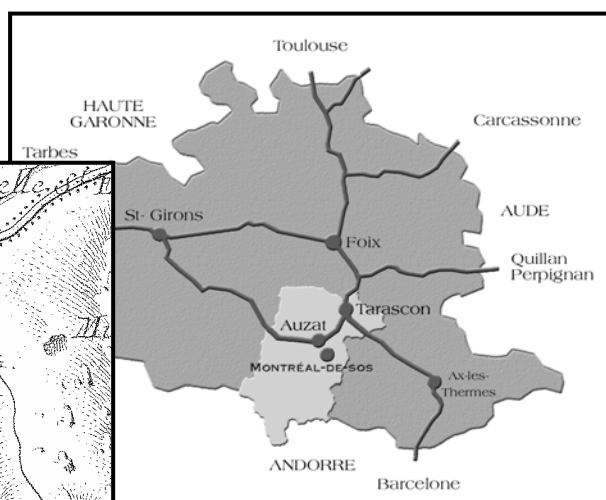 Toulouse
HAUTE
GARONNE
Carcassonne
Tarbes
St- Girons
AUDE
Foix
Quillan
Perpignan
Tarascon
Auzat
MONTRÉAL-DE-SOS
Ax-les-
Thermes
ANDORRE
Barcelone